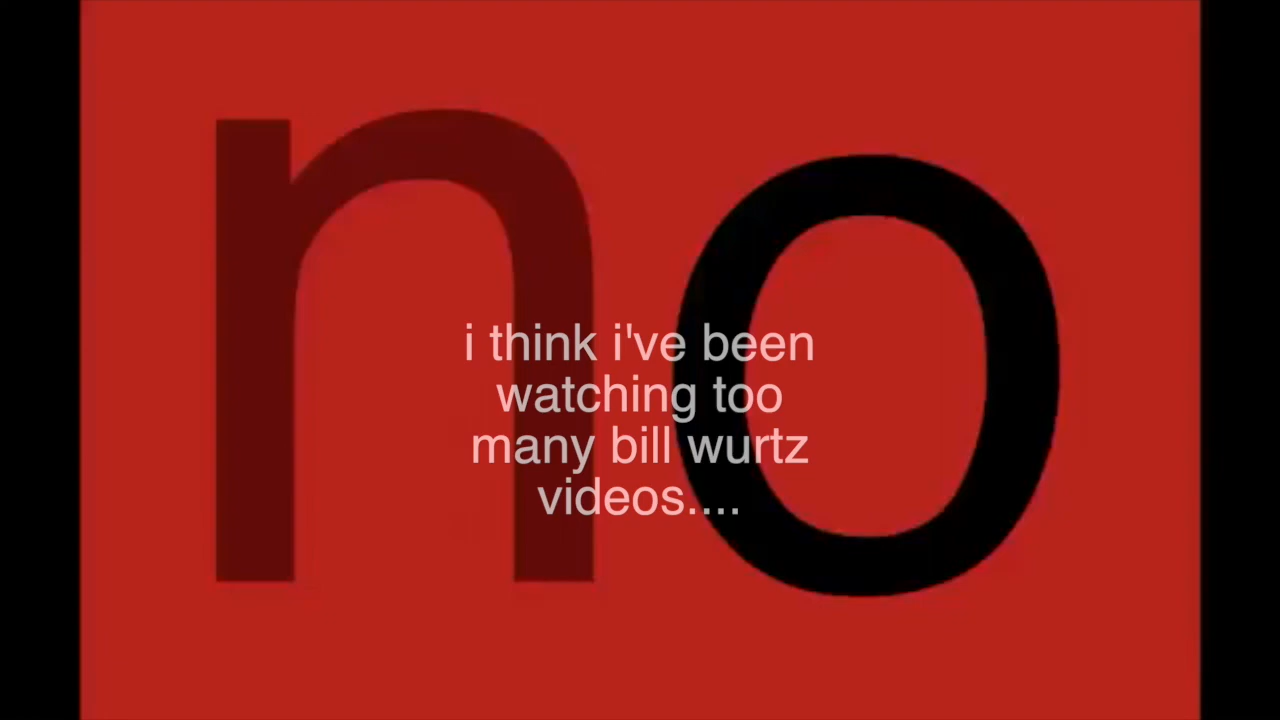 no
i think i've been
watching too
many bill wurtz
videos....